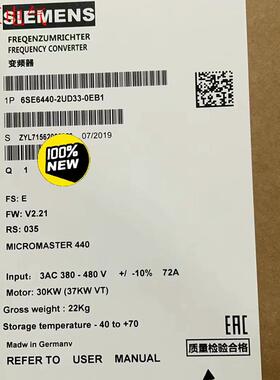 SIEMENS
FREQENZUMRICHTER
FREQUENCY CONVERTER
变频器
1P 6SE6440-2UD33-0EB1
S ZYL71562 07/2019
100%
NEW
Q 1
FS: E
FW: V2.21
RS: 035
MICROMASTER 440
Input: 3AC 380 - 480 V +/- -10% 72A
Motor: 30KW (37KW VT)
Gross weight : 22Kg
Storage temperature - 40 to +70
Madw in Germanv
REFER TO USER MANUAL
EAC
质量检验合格